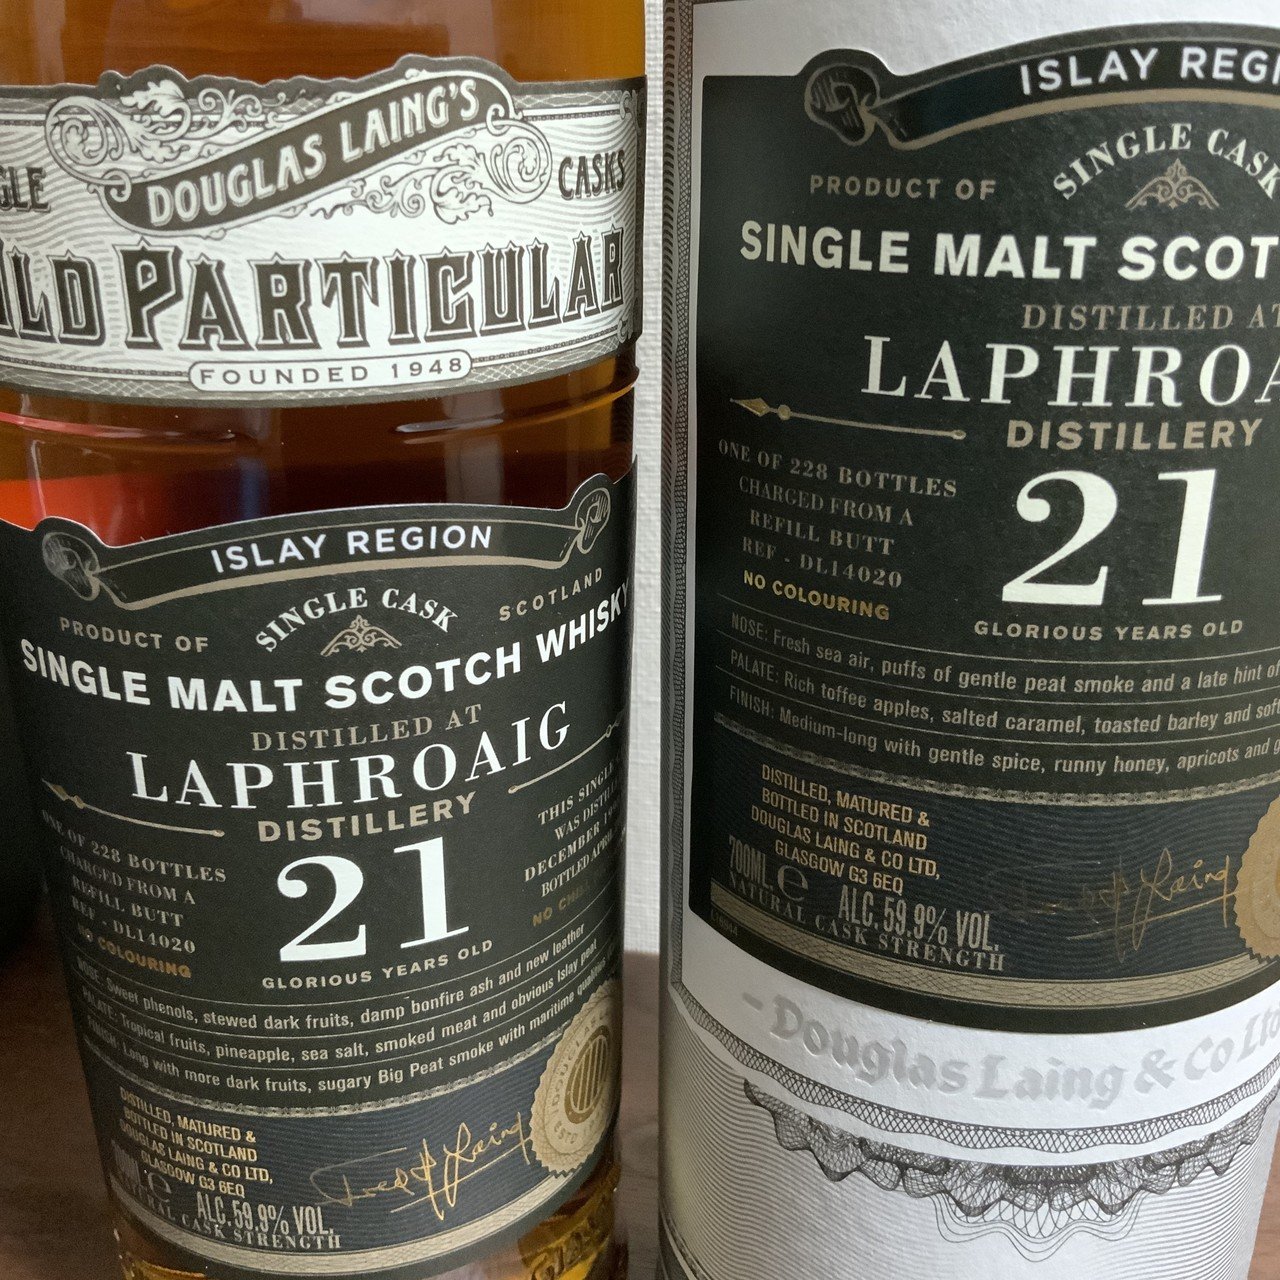 DOUGLAS LAING'S
CASKS
PARTICULAR
FOUNDED 1948
ISLAY REGION
PRODUCT OF
SINGLE CASK
SCOTLAND
SINGLE MALT SCOTCH WHISKY
DISTILLED AT
LAPHROAIG
DISTILLERY
ONE OF 228 BOTTLES
CHARGED FROM A
REFILL BUTT
REF - DL14020
NO COLOURING
21
GLORIOUS YEARS OLD
THIS SINGLE
WAS
DECEMBER
BOTTLED
NO
NOSE: Sweet phenols, stewed dark fruits, damp bonfire ash and new leather
PALATE: Tropical fruits, pineapple, sea salt, smoked meat and obvious Islay peat
FINISH: Long with more dark fruits, sugary Big Peat smoke with maritime qualities
DISTILLED, MATURED &
BOTTLED IN SCOTLAND
DOUGLAS LAING & CO LTD,
GLASGOW G3 6EQ
ALC. 59.9% VOL.
NATURAL CASK STRENGTH
Fred H Laing
ISLAY
SINGLE CASK
PRODUCT OF
SINGLE MALT
DISTILLED AT
LAPHROA
DISTILLERY
ONE OF 228 BOTTLES
CHARGED FROM A
REFILL BUTT
REF - DL14020
NO COLOURING
21
GLORIOUS YEARS OLD
NOSE: Fresh sea air, puffs of gentle peat smoke and a late hint of
PALATE: Rich toffee apples, salted caramel, toasted barley and soft
FINISH: Medium-long with gentle spice, runny honey, apricots and
DISTILLED, MATURED &
BOTTLED IN SCOTLAND
DOUGLAS LAING & CO LTD,
GLASGOW G3 6EQ
700ML e ALC. 59.9% VOL.
NATURAL CASK STRENGTH
- Douglas Laing & Co Ltd